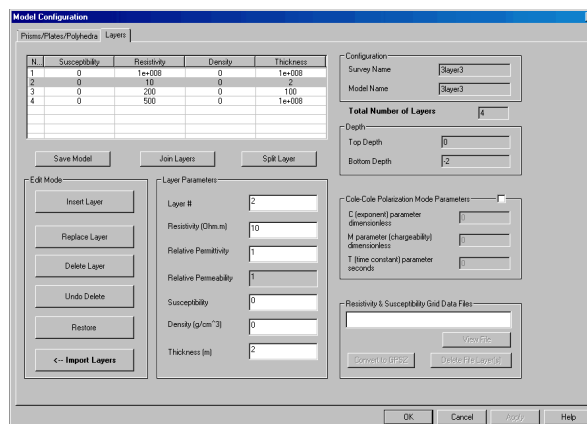 Model Configuration
Prisms/Plates/Polyhedra Layers
N... Susceptibility Resistivity Density Thickness
1 0 1e+008 0 1e+008
2 0 10 0 2
3 0 200 0 100
4 0 500 0 1e+008
Save Model Join Layers Split Layer
Edit Mode
Insert Layer
Replace Layer
Delete Layer
Undo Delete
Restore
<-- Import Layers
Layer Parameters
Layer # 2
Resistivity (Ohm.m) 10
Relative Permittivity 1
Relative Permeability 1
Susceptibility 0
Density (g/cm^3) 0
Thickness (m) 2
Configuration
Survey Name 3layer3
Model Name 3layer3
Total Number of Layers 4
Depth
Top Depth 0
Bottom Depth -2
Cole-Cole Polarization Mode Parameters
C (exponent) parameter
dimensionless 0
M parameter (chargeability)
dimensionless 0
T (time constant) parameter
seconds 0
Resistivity & Susceptibility Grid Data Files
View File
Convert to GPSZ Delete File Layer(s)
OK Cancel Apply Help